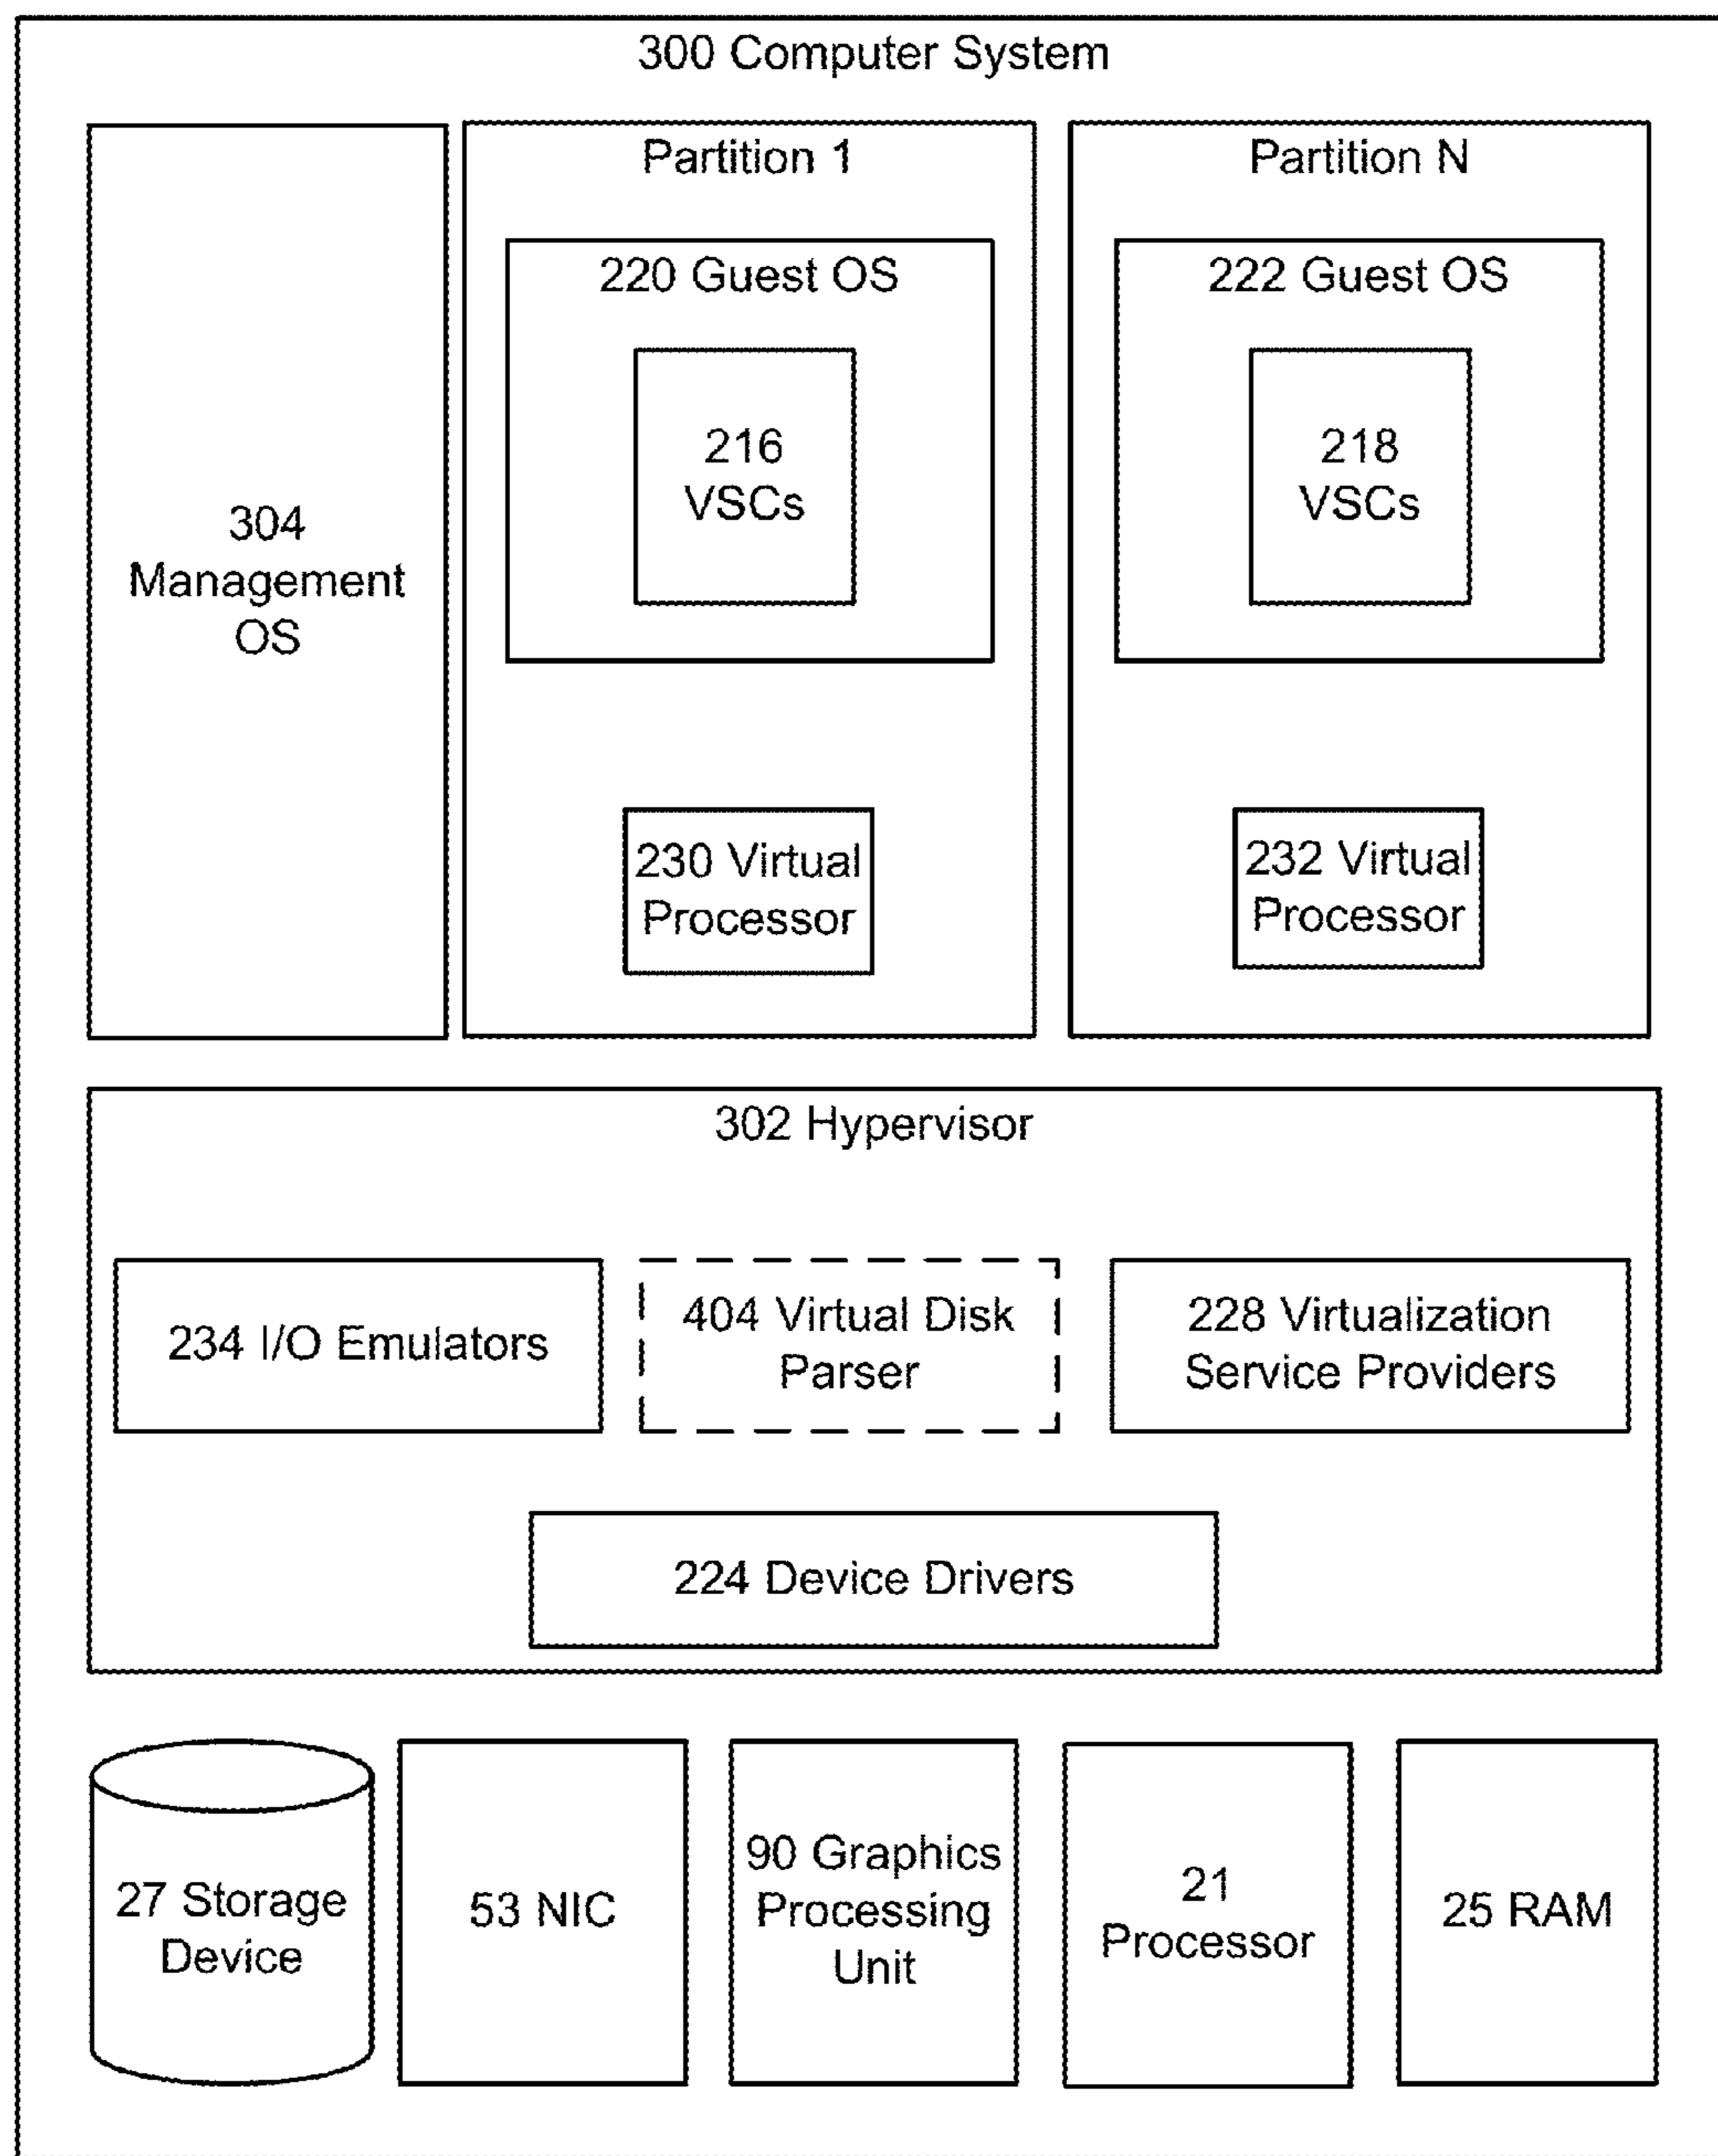 300 Computer System
304
Management
OS
Partition 1
220 Guest OS
216
VSCs
230 Virtual
Processor
Partition N
222 Guest OS
218
VSCs
232 Virtual
Processor
302 Hypervisor
234 I/O Emulators
404 Virtual Disk
Parser
228 Virtualization
Service Providers
224 Device Drivers
27 Storage
Device
53 NIC
90 Graphics
Processing
Unit
21
Processor
25 RAM